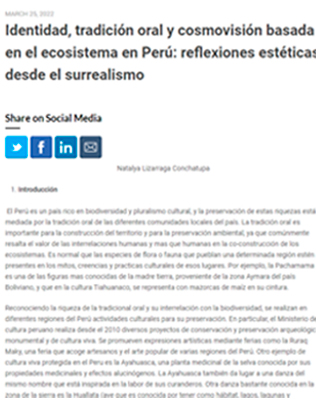 MARCH 25, 2022
Identidad, tradición oral y cosmovisión basada
en el ecosistema en Perú: reflexiones estéticas
desde el surrealismo
Share on Social Media
Natalya Lizarraga Conchatupa
1. Introducción
El Perú es un país rico en biodiversidad y pluralismo cultural, y la preservación de estas riquezas está
mediada por la tradición oral de las diferentes comunidades locales del país. La tradición oral es
importante para la construcción del territorio y para la preservación ambiental, ya que comúnmente
resalta el valor de las interrelaciones humanas y mas que humanas en la co-construcción de los
ecosistemas. Es normal que las especies de flora o fauna que pueblan una determinada región estén
presentes en los mitos, creencias y practicas culturales de esos lugares. Por ejemplo, la Pachamama
es una de las figuras mas conocidas de la madre tierra, proveniente de la zona Aymara del país
Boliviano, y que en la cultura Tiahuanaco, se representa con mazorcas de maíz en su cintura.
Reconociendo la riqueza de la tradicional oral y su interrelación con la biodiversidad, se realizan en
diferentes regiones del Perú actividades culturales para su preservación. En particular, el Ministerio de
cultura peruano realiza desde el 2010 diversos proyectos de conservación y preservación arqueológic
monumental y de cultura viva. Se promueven expresiones artísticas mediante ferias como la Ruraq
Maky, una feria que acoge artesanos y el arte popular de varias regiones del Perú. Otro ejemplo de
cultura viva protegida en el Peru es la Ayahuasca, una planta medicinal de la selva conocida por sus
propiedades medicinales y efectos alucinógenos. La Ayahuasca también da lugar a una danza del
mismo nombre que está inspirada en la labor de sus curanderos. Otra danza bastante conocida en la
zona de la sierra es la Huallata (ave que es conocida por tener como hábitat, lagos, lagunas y